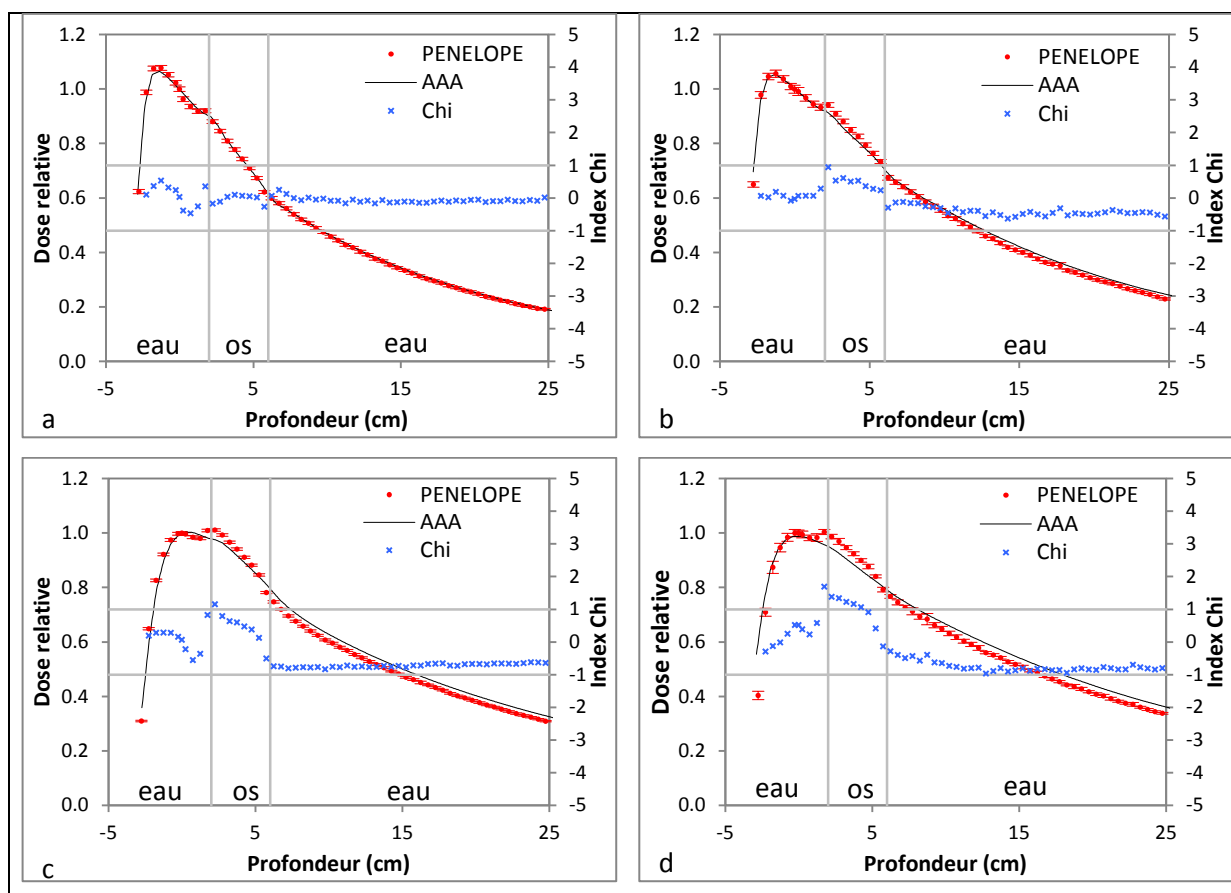 1.2
1.0
0.8
0.6
0.4
0.2
0.0
Dose relative
5
4
3
2
1
0
-1
-2
-3
-4
-5
Index Chi
PENELOPE
AAA
Chi
eau
os
eau
-5
5
15
25
Profondeur (cm)
a
1.2
1.0
0.8
0.6
0.4
0.2
0.0
Dose relative
5
4
3
2
1
0
-1
-2
-3
-4
-5
Index Chi
PENELOPE
AAA
Chi
eau
os
eau
-5
5
15
25
Profondeur (cm)
b
1.2
1.0
0.8
0.6
0.4
0.2
0.0
Dose relative
5
4
3
2
1
0
-1
-2
-3
-4
-5
Index Chi
PENELOPE
AAA
Chi
eau
os
eau
-5
5
15
25
Profondeur (cm)
c
1.2
1.0
0.8
0.6
0.4
0.2
0.0
Dose relative
5
4
3
2
1
0
-1
-2
-3
-4
-5
Index Chi
PENELOPE
AAA
Chi
eau
os
eau
-5
5
15
25
Profondeur (cm)
d